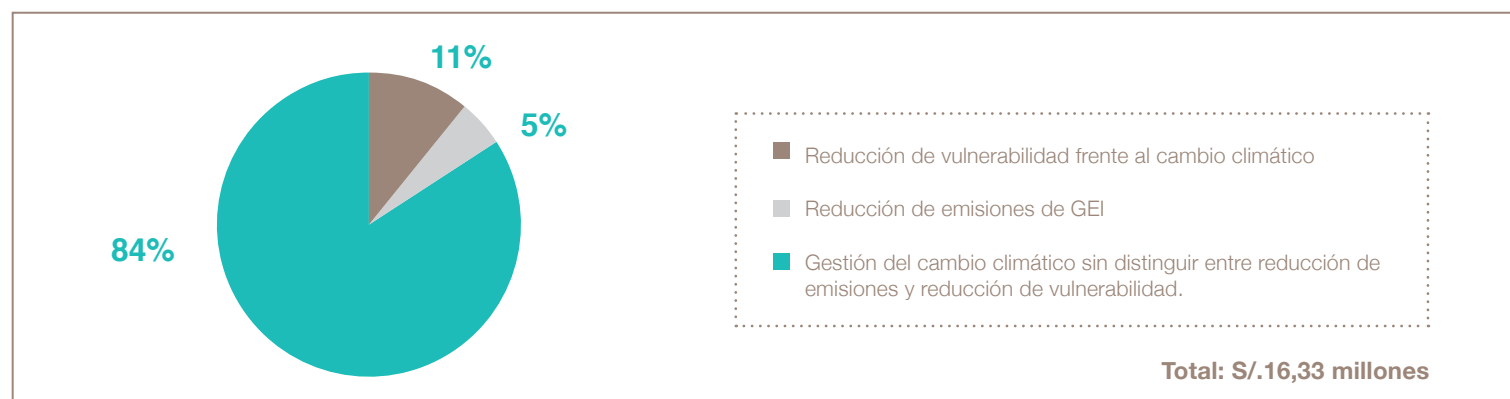 11%
5%
84%
Reducción de vulnerabilidad frente al cambio climático
Reducción de emisiones de GEI
Gestión del cambio climático sin distinguir entre reducción de
emisiones y reducción de vulnerabilidad.
Total: S/.16,33 millones